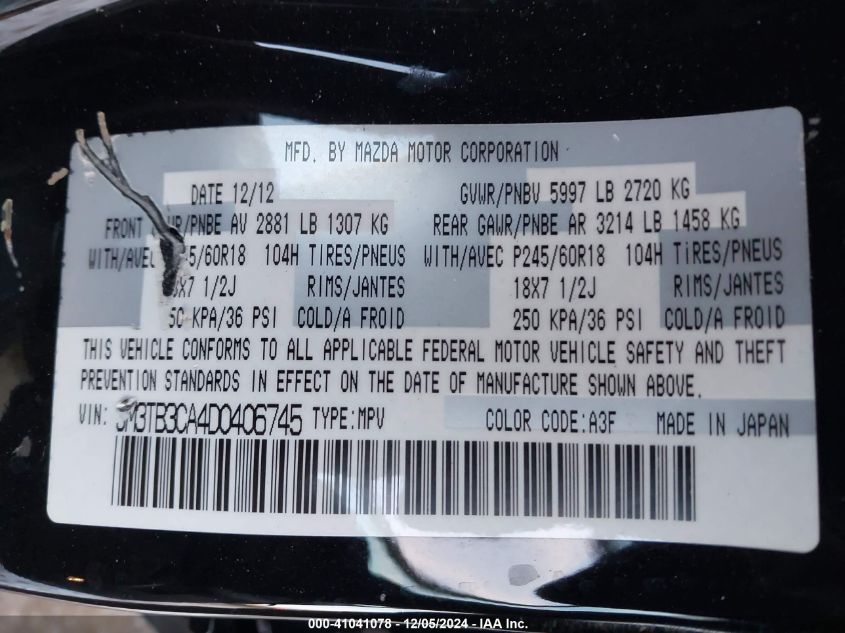 MFD. BY MAZDA MOTOR CORPORATION
DATE 12/12 GVWR/PNBV 5997 LB 2720 KG
FRONT WR/PNBE AV 2881 LB 1307 KG REAR GAWR/PNBE AR 3214 LB 1458 KG
WITH/AVEC 5/60R18 104H TIRES/PNEUS WITH/AVEC P245/60R18 104H TIRES/PNEUS
X7 1/2J RIMS/JANTES 18X7 1/2J RIMS/JANTES
50 KPA/36 PSI COLD/A FROID 250 KPA/36 PSI COLD/A FROID
THIS VEHICLE CONFORMS TO ALL APPLICABLE FEDERAL MOTOR VEHICLE SAFETY AND THEFT
PREVENTION STANDARDS IN EFFECT ON THE DATE OF MANUFACTURE SHOWN ABOVE.
VIN: JM3TB3CA4D0406745 TYPE:MPV COLOR CODE:A3F MADE IN JAPAN
000-41041078 - 12/05/2024 - IAA Inc.